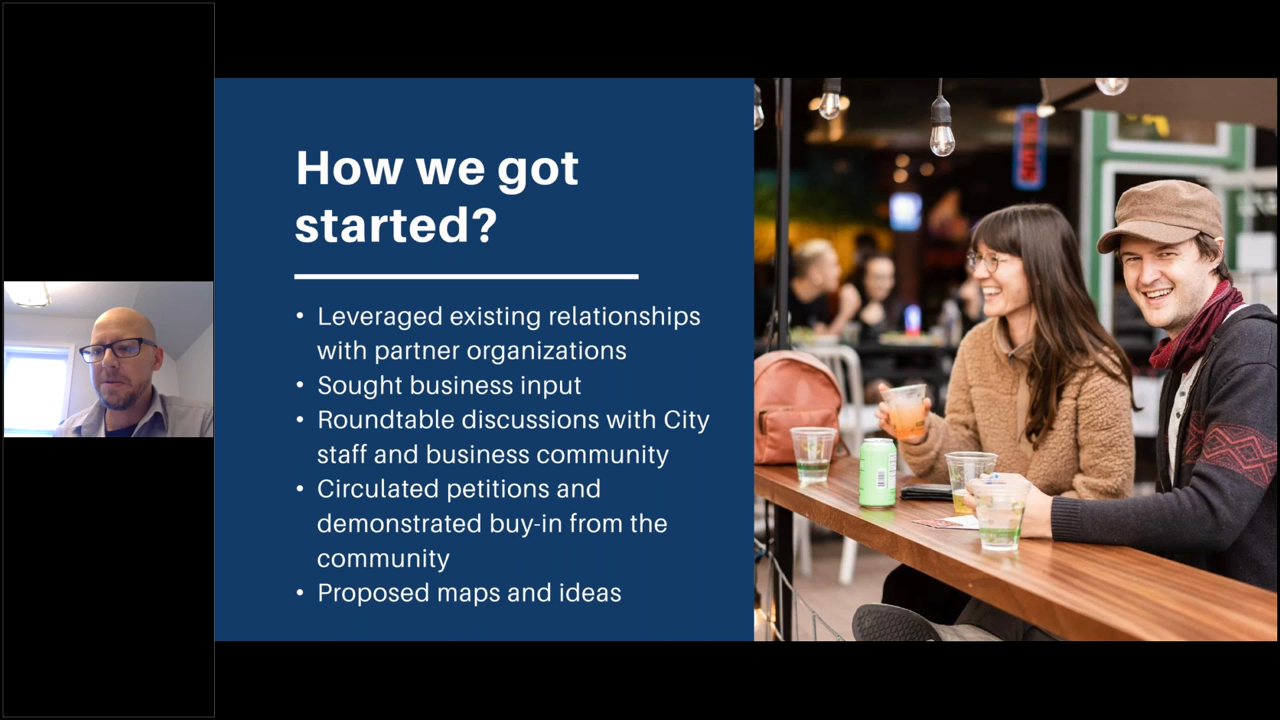 How we got
started?
• Leveraged existing relationships
with partner organizations
• Sought business input
• Roundtable discussions with City
staff and business community
• Circulated petitions and
demonstrated buy-in from the
community
• Proposed maps and ideas